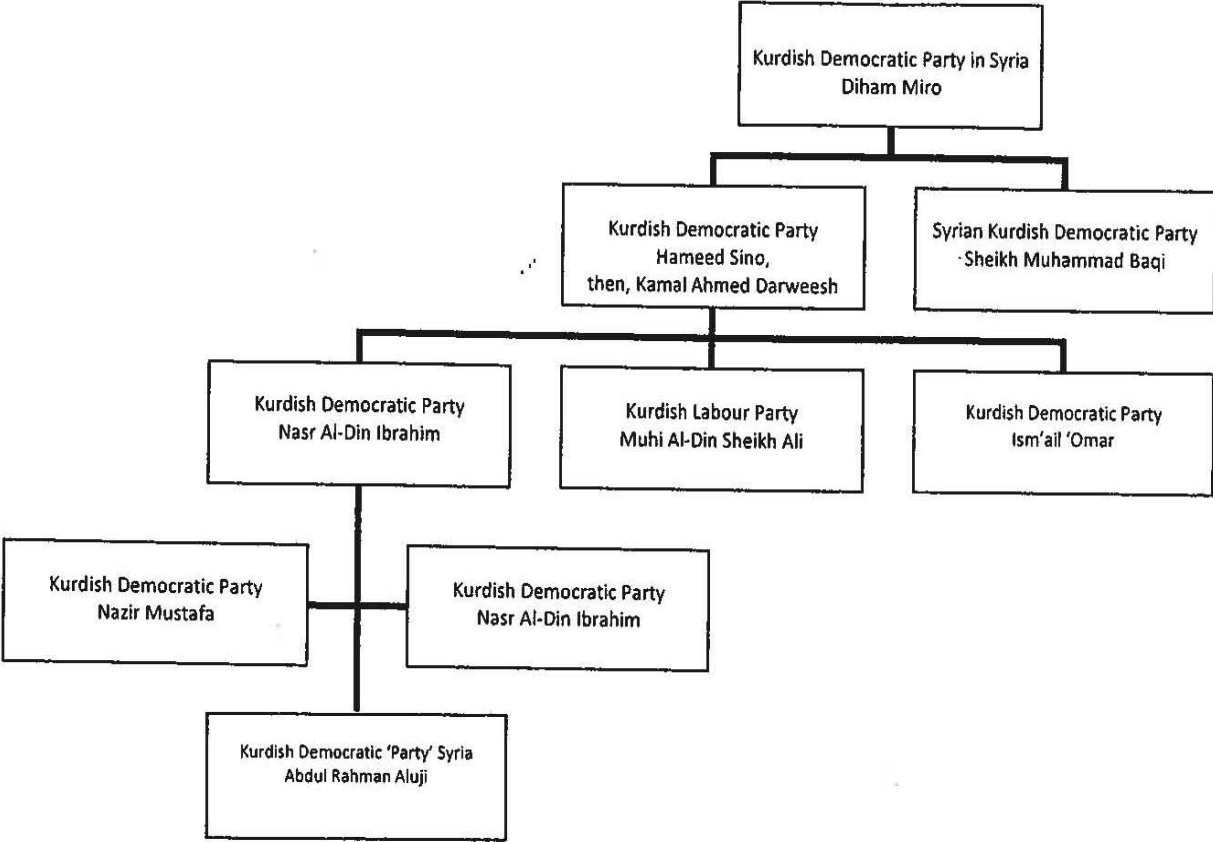 Kurdish Democratic Party in Syria
Diham Miro
Kurdish Democratic Party
Hameed Sino,
then, Kamal Ahmed Darweesh
Syrian Kurdish Democratic Party
Sheikh Muhammad Baqi
Kurdish Democratic Party
Nasr Al-Din Ibrahim
Kurdish Labour Party
Muhi Al-Din Sheikh Ali
Kurdish Democratic Party
Ism'ail 'Omar
Kurdish Democratic Party
Nazir Mustafa
Kurdish Democratic Party
Nasr Al-Din Ibrahim
Kurdish Democratic 'Party' Syria
Abdul Rahman Aluji